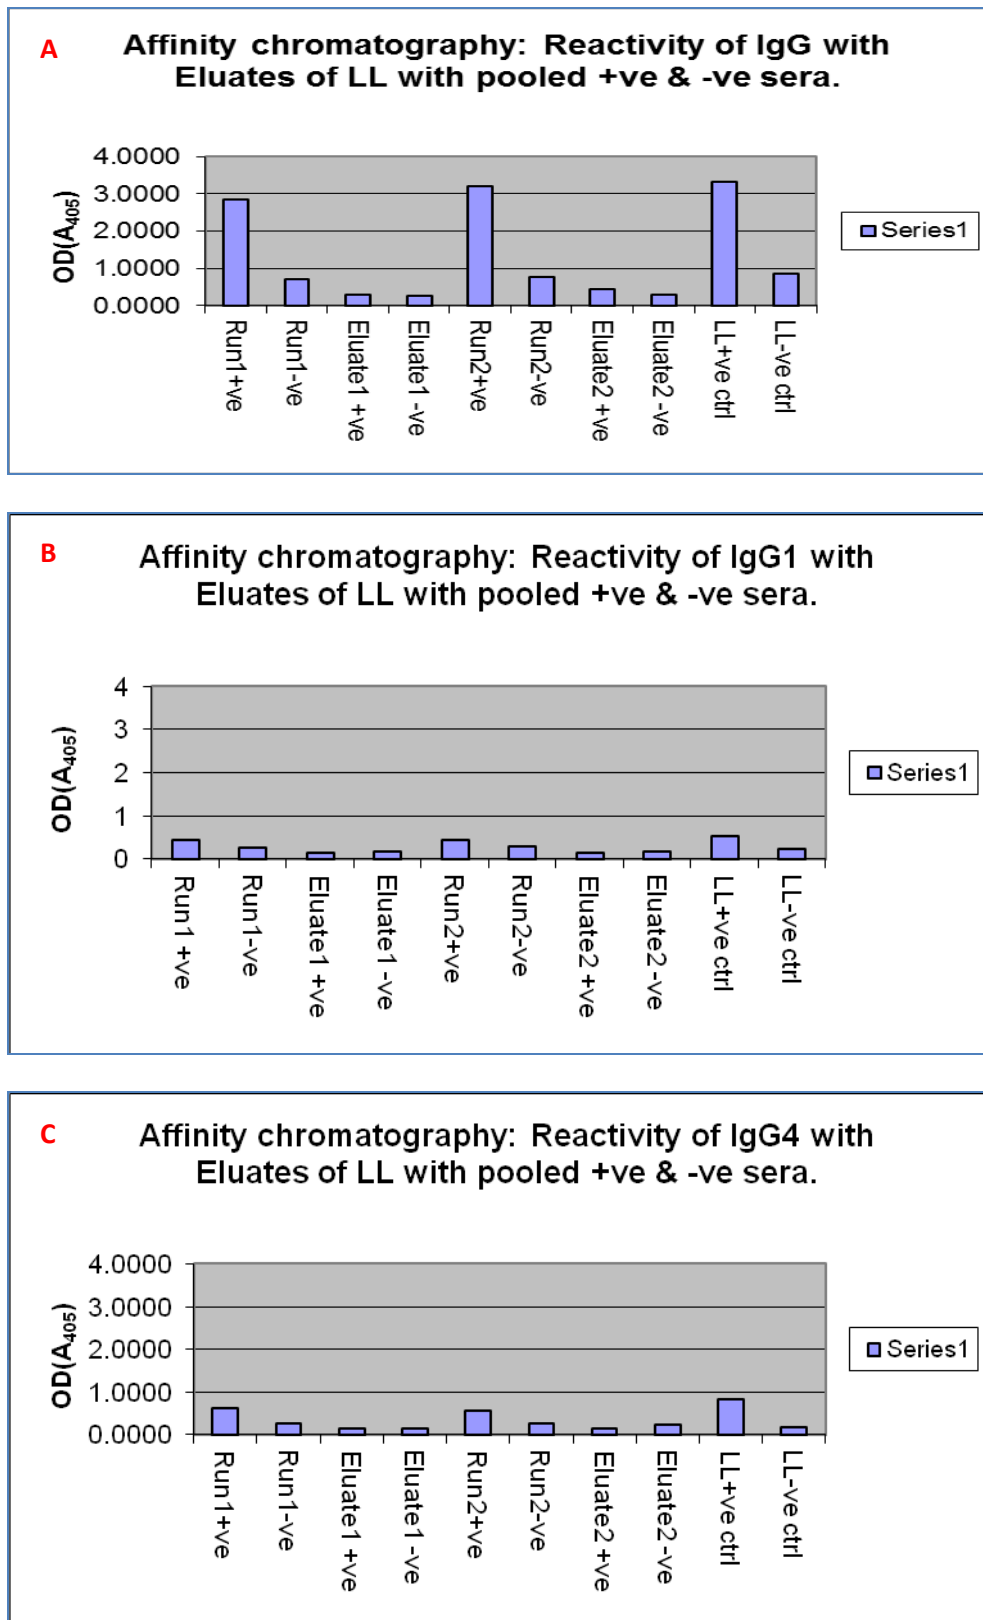 A
Affinity chromatography: Reactivity of IgG with
Eluates of LL with pooled +ve & -ve sera.
OD(A405)
4.0000
3.0000
2.0000
1.0000
0.0000
Run1+ve
Run1-ve
Eluate1 +ve
Eluate1 -ve
Run2+ve
Run2-ve
Eluate2 +ve
Eluate2 -ve
LL+ve ctrl
LL-ve ctrl
Series1
B
Affinity chromatography: Reactivity of IgG1 with
Eluates of LL with pooled +ve & -ve sera.
OD(A405)
4
3
2
1
0
Run1 +ve
Run1-ve
Eluate1 +ve
Eluate1 -ve
Run2+ve
Run2-ve
Eluate2 +ve
Eluate2 -ve
LL+ve ctrl
LL-ve ctrl
Series1
C
Affinity chromatography: Reactivity of IgG4 with
Eluates of LL with pooled +ve & -ve sera.
OD(A405)
4.0000
3.0000
2.0000
1.0000
0.0000
Run1+ve
Run1-ve
Eluate1 +ve
Eluate1 -ve
Run2+ve
Run2-ve
Eluate2 +ve
Eluate2 -ve
LL+ve ctrl
LL-ve ctrl
Series1